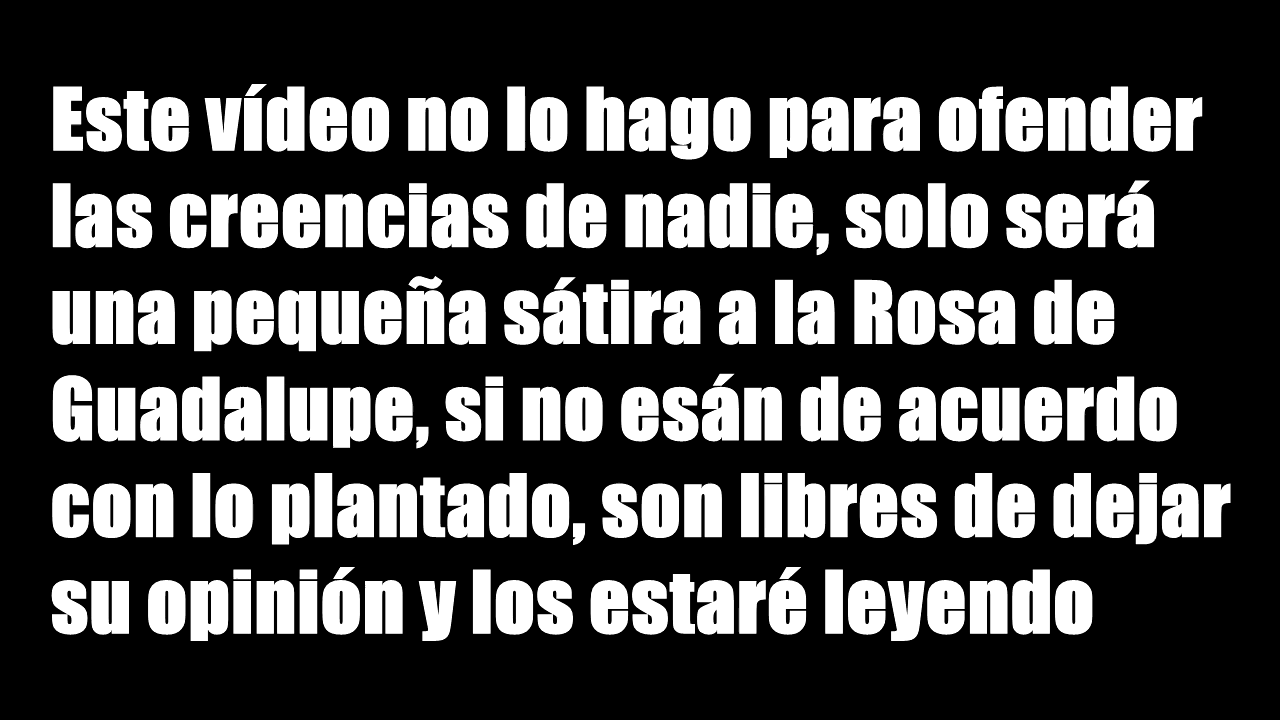 Este vídeo no lo hago para ofender
las creencias de nadie, solo será
una pequeña sátira a la Rosa de
Guadalupe, si no esán de acuerdo
con lo plantado, son libres de dejar
su opinión y los estaré leyendo